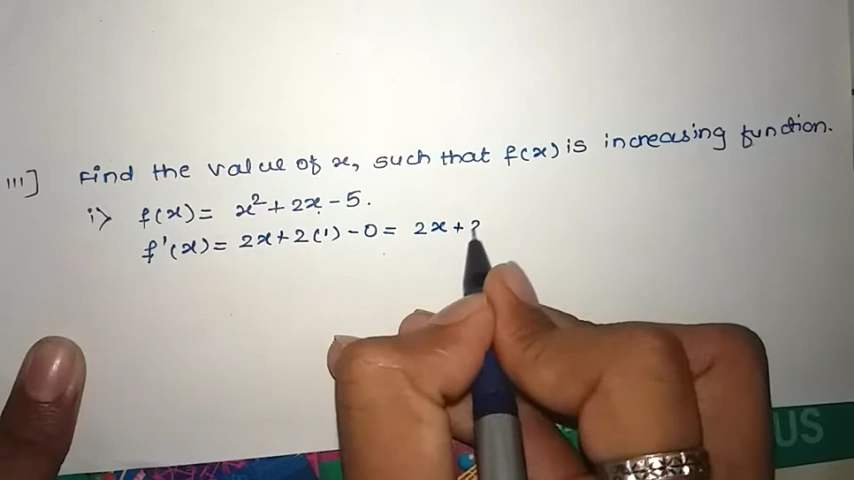 III] Find the value of x, such that f(x) is increasing function.
i> f(x) = x² + 2x - 5.
f'(x) = 2x + 2(1) - 0 = 2x + 2
US